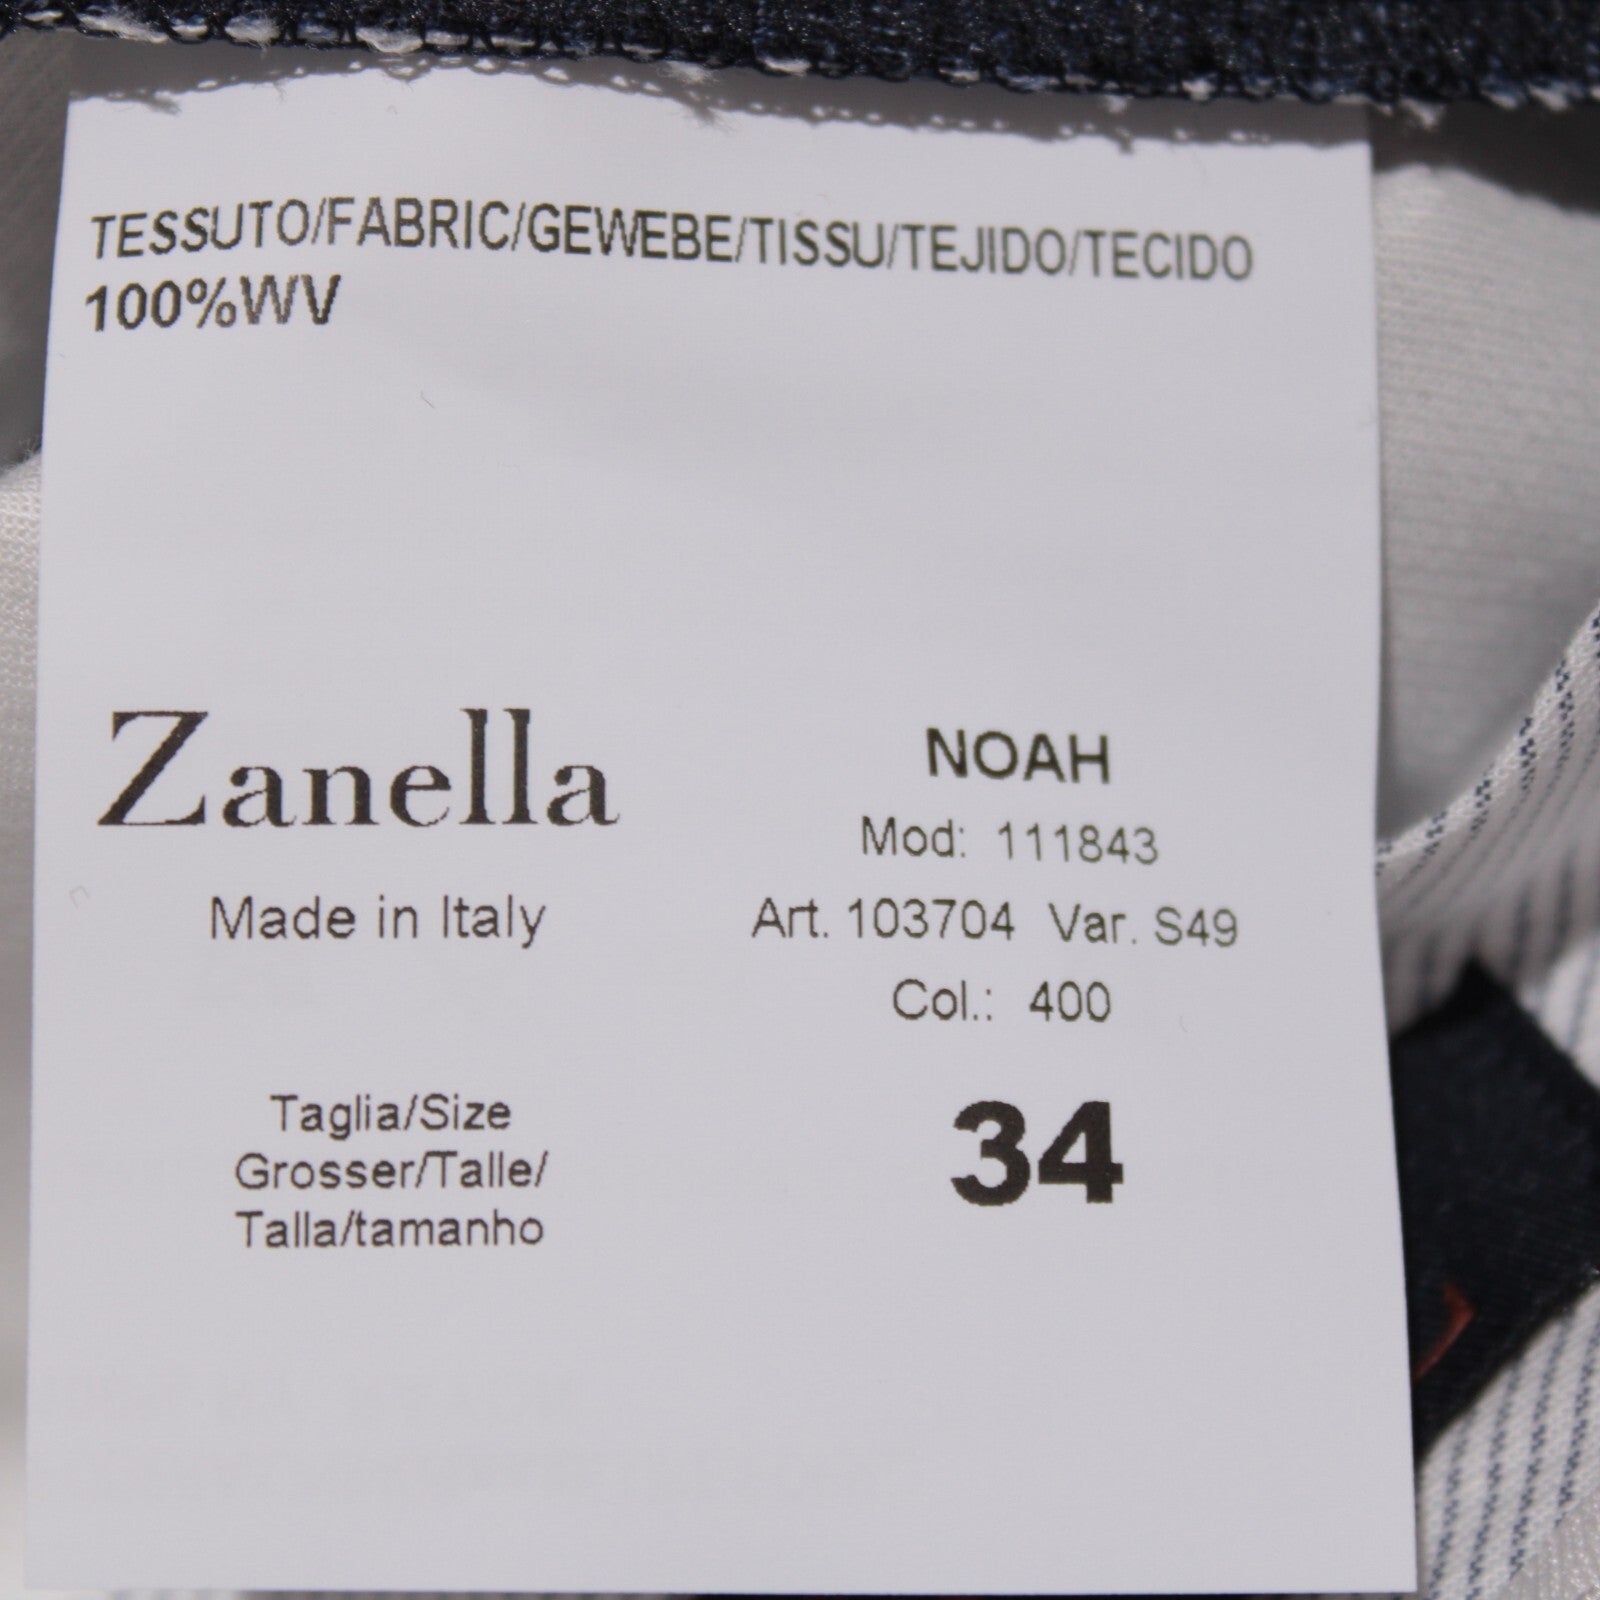 TESSUTO/FABRIC/GEWEBE/TISSU/TEJIDO/TECIDO
100%WV
Zanella
Made in Italy
NOAH
Mod: 111843
Art. 103704 Var. S49
Col.: 400
Taglia/Size
Grosser/Talle/
Talla/tamanho
34